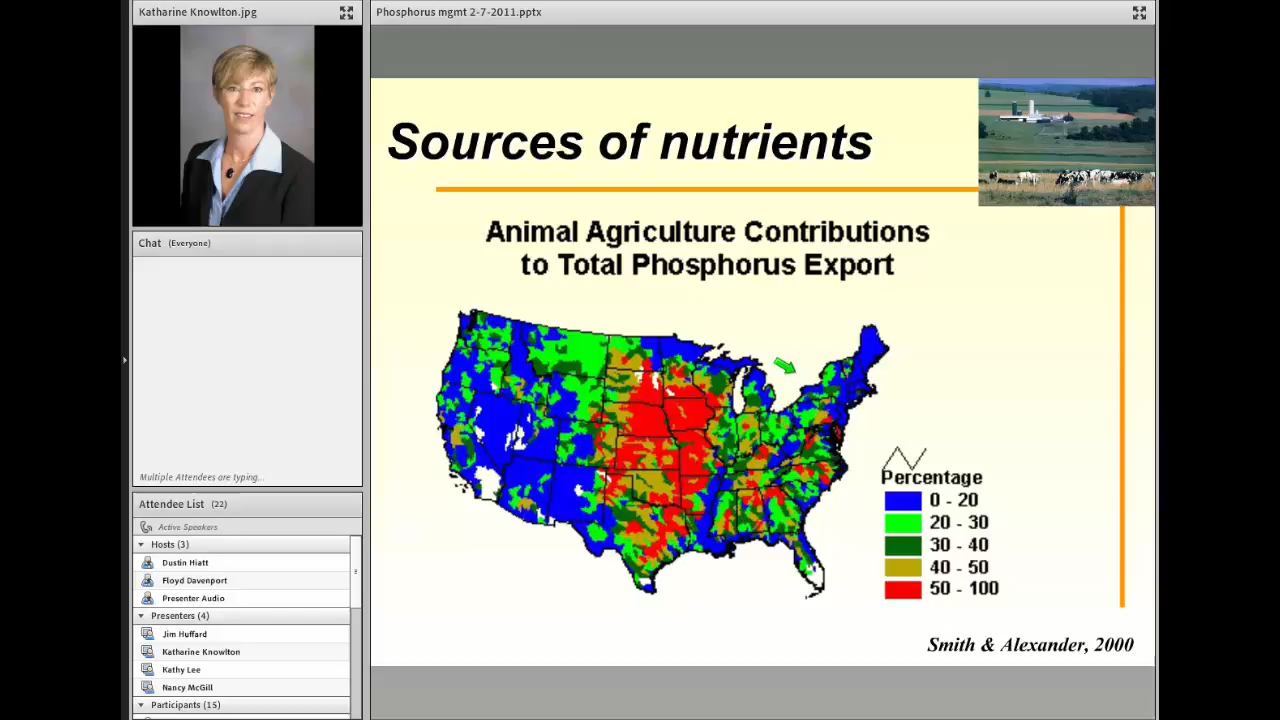 Katharine Knowlton.jpg
Phosphorus mgmt 2-7-2011.pptx
Sources of nutrients
Animal Agriculture Contributions
to Total Phosphorus Export
Percentage
0 - 20
20 - 30
30 - 40
40 - 50
50 - 100
Smith & Alexander, 2000
Chat (Everyone)
Multiple Attendees are typing...
Attendee List (22)
Active Speakers
Hosts (3)
Dustin Hiatt
Floyd Davenport
Presenter Audio
Presenters (4)
Jim Huffard
Katharine Knowlton
Kathy Lee
Nancy McGill
Participants (15)